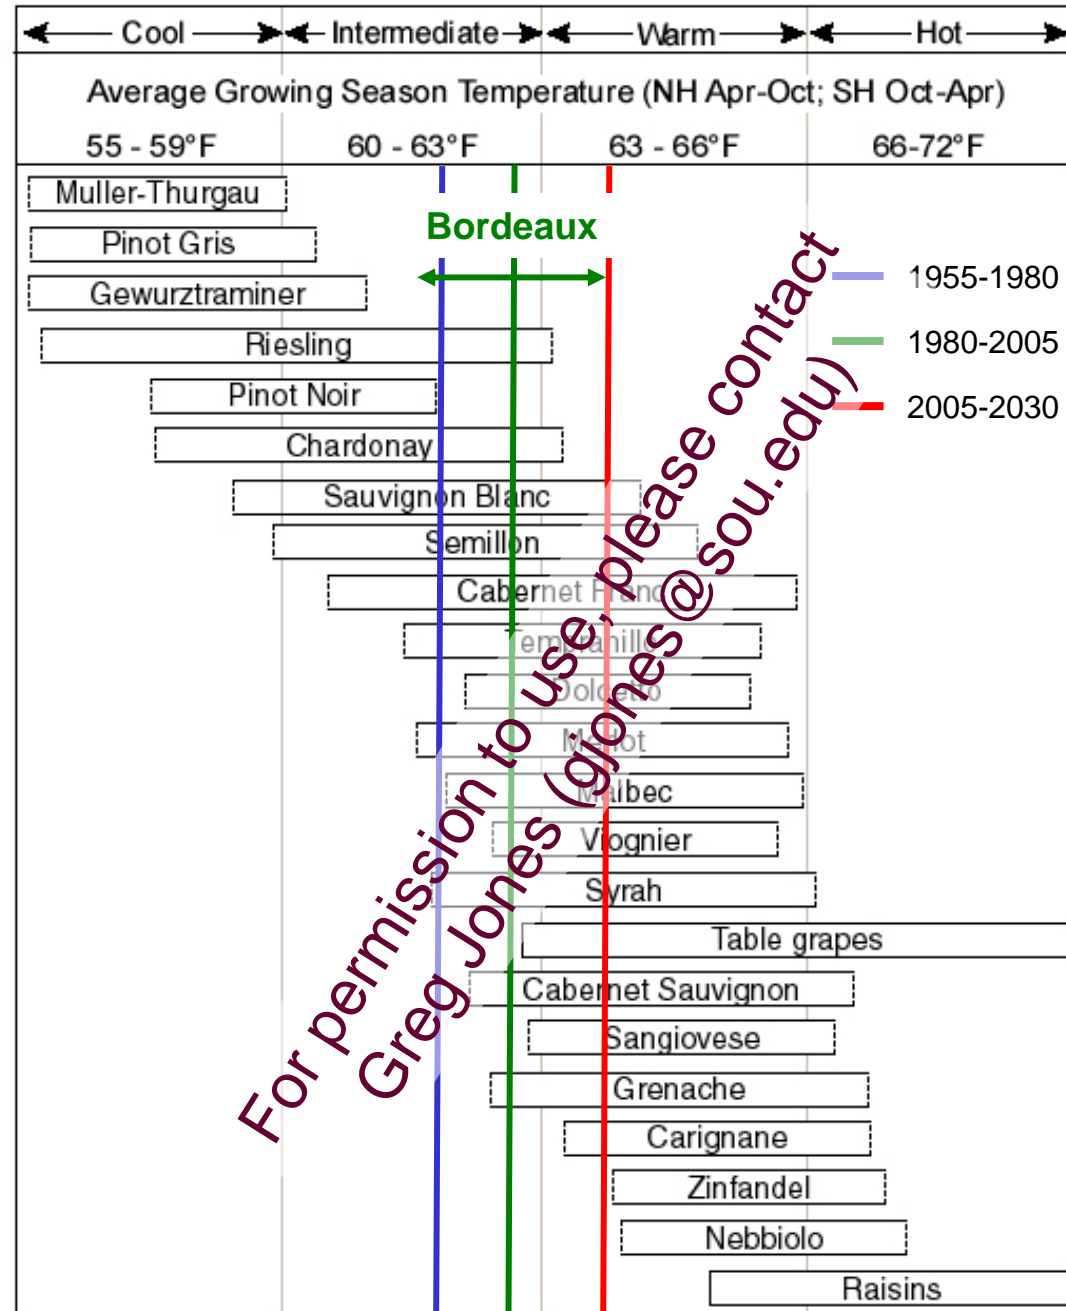 Cool Intermediate Warm Hot
Average Growing Season Temperature (NH Apr-Oct; SH Oct-Apr)
55 - 59°F 60 - 63°F 63 - 66°F 66-72°F
Muller-Thurgau
Bordeaux
Pinot Gris
1955-1980
Gewurztraminer
1980-2005
Riesling
Pinot Noir
2005-2030
Chardonay
Sauvignon Blanc
Semillon
Cabernet Franc
Tempranillo
Dolcetto
Merlot
Malbec
Viognier
Syrah
Table grapes
Cabernet Sauvignon
Sangiovese
Grenache
Carignane
Zinfandel
Nebbiolo
Raisins
For permission to use, please contact
Greg Jones (gjones@sou.edu)